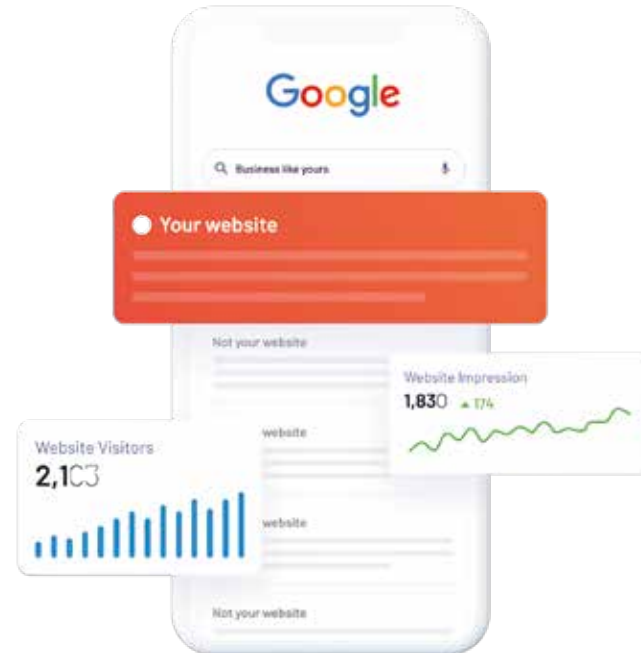 Google
Business like yours
Your website
Not your website
Website Impression
1,830 ▲ 174
website
Website Visitors
website
Not your website